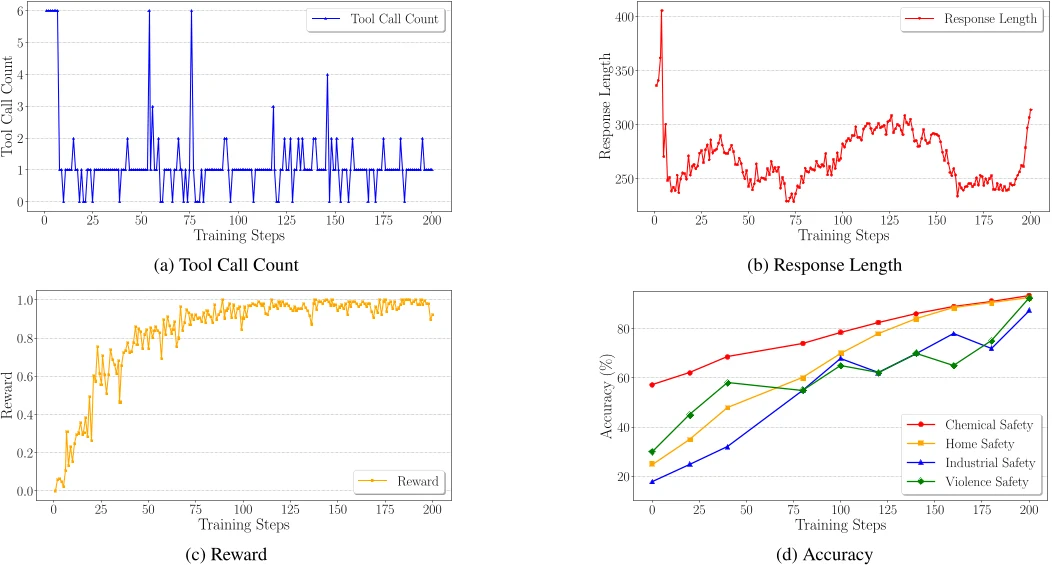 Tool Call Count
6
5
4
3
2
1
0
Tool Call Count
0 25 50 75 100 125 150 175 200
Training Steps
(a) Tool Call Count
Response Length
400
350
300
250
Response Length
0 25 50 75 100 125 150 175 200
Training Steps
(b) Response Length
1.0
0.8
0.6
0.4
0.2
0.0
Reward
Reward
0 25 50 75 100 125 150 175 200
Training Steps
(c) Reward
80
60
40
20
Accuracy (%)
Chemical Safety
Home Safety
Industrial Safety
Violence Safety
0 25 50 75 100 125 150 175 200
Training Steps
(d) Accuracy